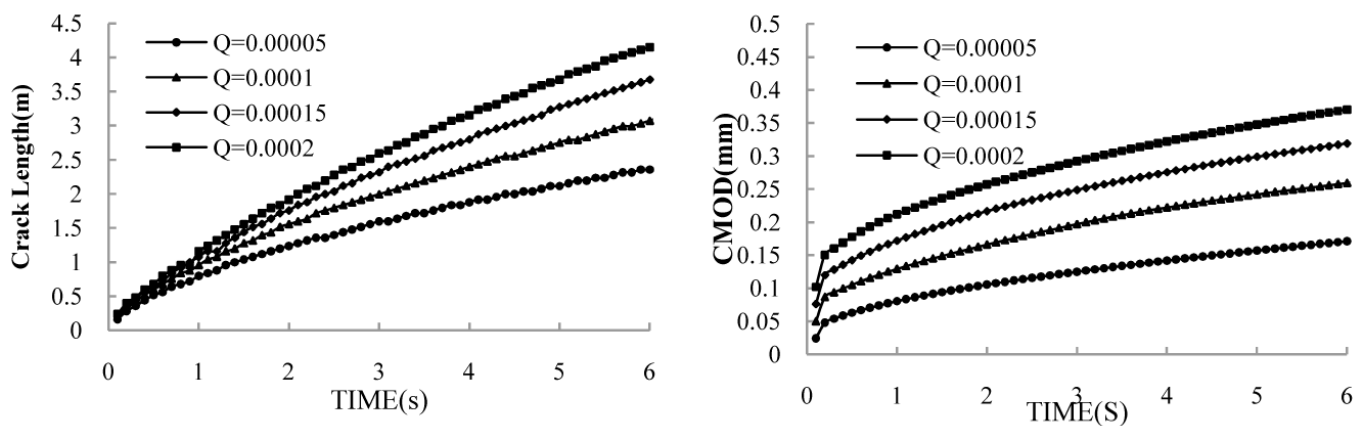 Crack Length(m)
4.5
4
3.5
3
2.5
2
1.5
1
0.5
0
Q=0.00005
Q=0.0001
Q=0.00015
Q=0.0002
0 1 2 3 4 5 6
TIME(s)
CMOD(mm)
0.5
0.45
0.4
0.35
0.3
0.25
0.2
0.15
0.1
0.05
0
Q=0.00005
Q=0.0001
Q=0.00015
Q=0.0002
0 1 2 3 4 5 6
TIME(S)